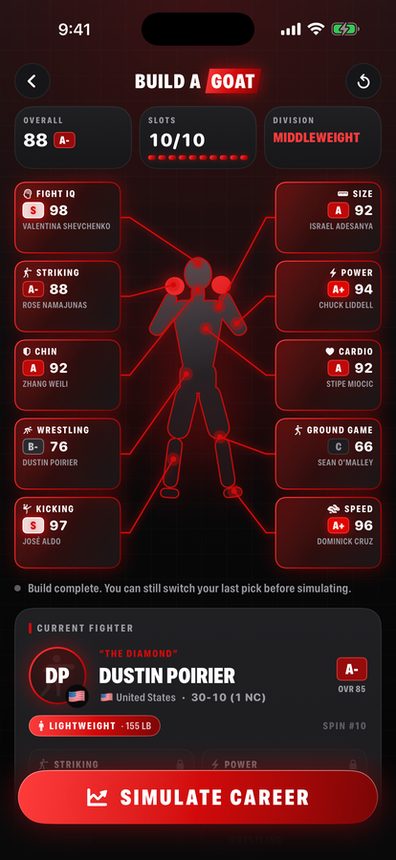 9:41
BUILD A GOAT
OVERALL
88 A-
SLOTS
10/10
DIVISION
MIDDLEWEIGHT
FIGHT IQ
S 98
VALENTINA SHEVCHENKO
SIZE
A 92
ISRAEL ADESANYA
STRIKING
A- 88
ROSE NAMAJUNAS
POWER
A+ 94
CHUCK LIDDELL
CHIN
A 92
ZHANG WEILI
CARDIO
A 92
STIPE MIOCIC
WRESTLING
B- 76
DUSTIN POIRIER
GROUND GAME
C 66
SEAN O'MALLEY
KICKING
S 97
JOSÉ ALDO
SPEED
A+ 96
DOMINICK CRUZ
Build complete. You can still switch your last pick before simulating.
CURRENT FIGHTER
DP
"THE DIAMOND"
DUSTIN POIRIER
United States · 30-10 (1 NC)
A-
OVR 85
LIGHTWEIGHT · 155 LB
SPIN #10
STRIKING
POWER
SIMULATE CAREER